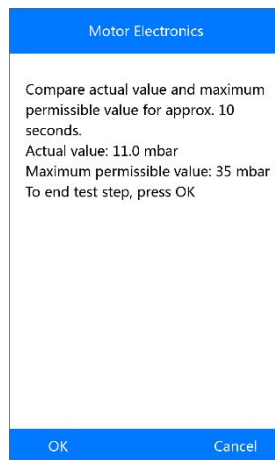 Motor Electronics
Compare actual value and maximum
permissible value for approx. 10
seconds.
Actual value: 11.0 mbar
Maximum permissible value: 35 mbar
To end test step, press OK
OK
Cancel